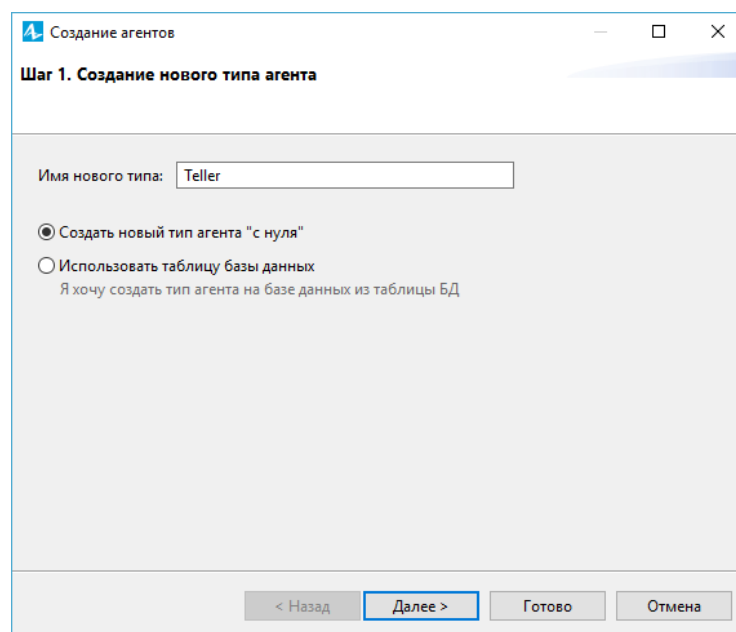 Создание агентов
Шаг 1. Создание нового типа агента
Имя нового типа: Teller
Создать новый тип агента "с нуля"
Использовать таблицу базы данных
Я хочу создать тип агента на базе данных из таблицы БД
< Назад Далее > Готово Отмена